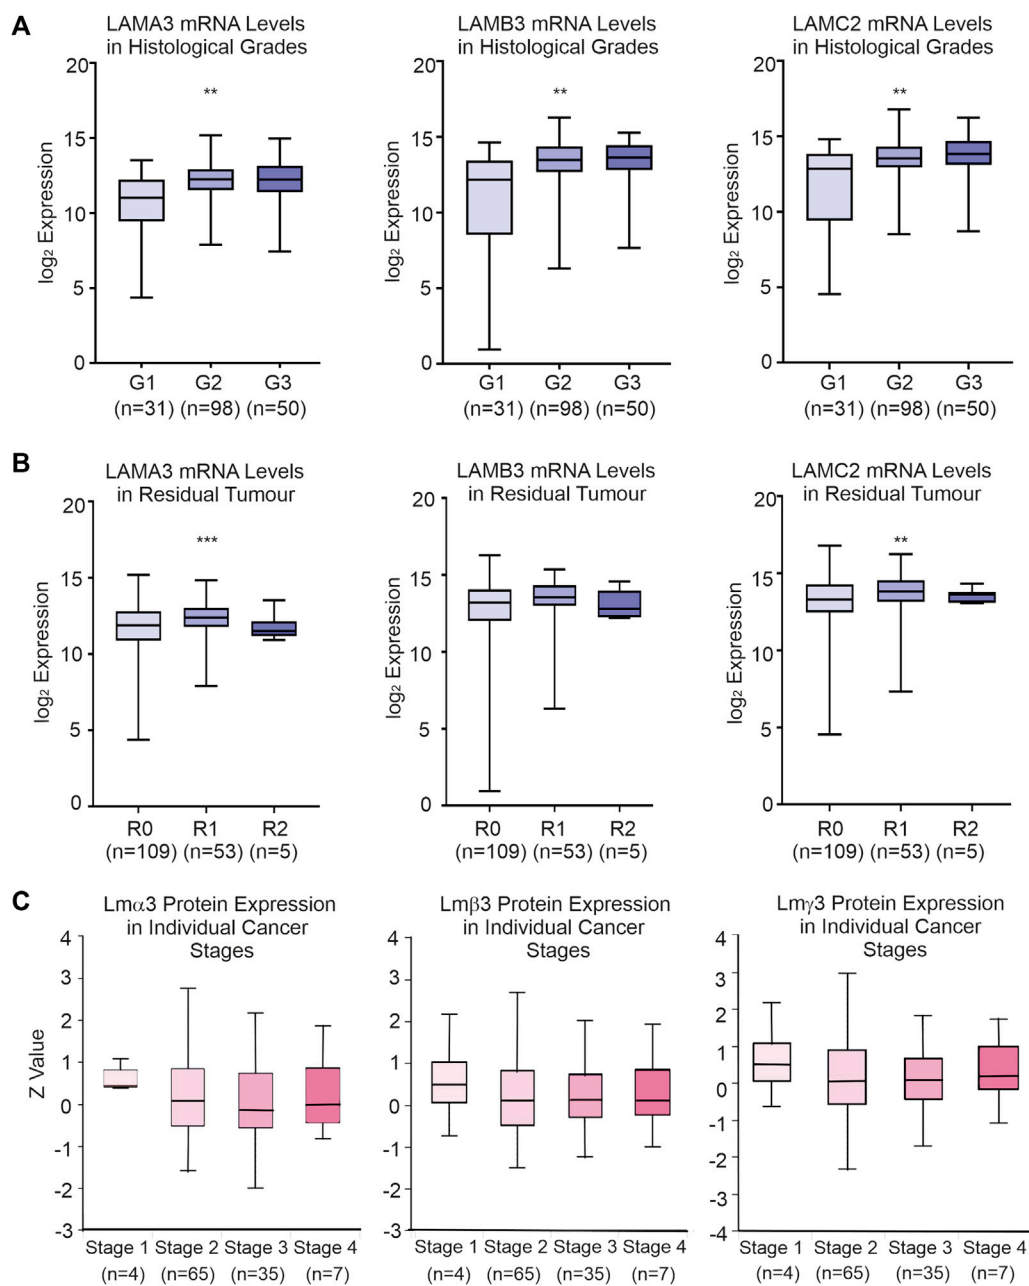 A
LAMA3 mRNA Levels
in Histological Grades
LAMB3 mRNA Levels
in Histological Grades
LAMC2 mRNA Levels
in Histological Grades
log₂ Expression
20
15
10
5
0
**
G1 G2 G3
(n=31) (n=98) (n=50)
log₂ Expression
20
15
10
5
0
**
G1 G2 G3
(n=31) (n=98) (n=50)
log₂ Expression
20
15
10
5
0
**
G1 G2 G3
(n=31) (n=98) (n=50)
B
LAMA3 mRNA Levels
in Residual Tumour
LAMB3 mRNA Levels
in Residual Tumour
LAMC2 mRNA Levels
in Residual Tumour
log₂ Expression
20
15
10
5
0
***
R0 R1 R2
(n=109) (n=53) (n=5)
log₂ Expression
20
15
10
5
0
R0 R1 R2
(n=109) (n=53) (n=5)
log₂ Expression
20
15
10
5
0
**
R0 R1 R2
(n=109) (n=53) (n=5)
C
Lmα3 Protein Expression
in Individual Cancer
Stages
Lmβ3 Protein Expression
in Individual Cancer
Stages
Lmγ3 Protein Expression
in Individual Cancer
Stages
Z Value
4
3
2
1
0
-1
-2
-3
Stage 1 Stage 2 Stage 3 Stage 4
(n=4) (n=65) (n=35) (n=7)
4
3
2
1
0
-1
-2
-3
Stage 1 Stage 2 Stage 3 Stage 4
(n=4) (n=65) (n=35) (n=7)
4
3
2
1
0
-1
-2
-3
-4
Stage 1 Stage 2 Stage 3 Stage 4
(n=4) (n=65) (n=35) (n=7)